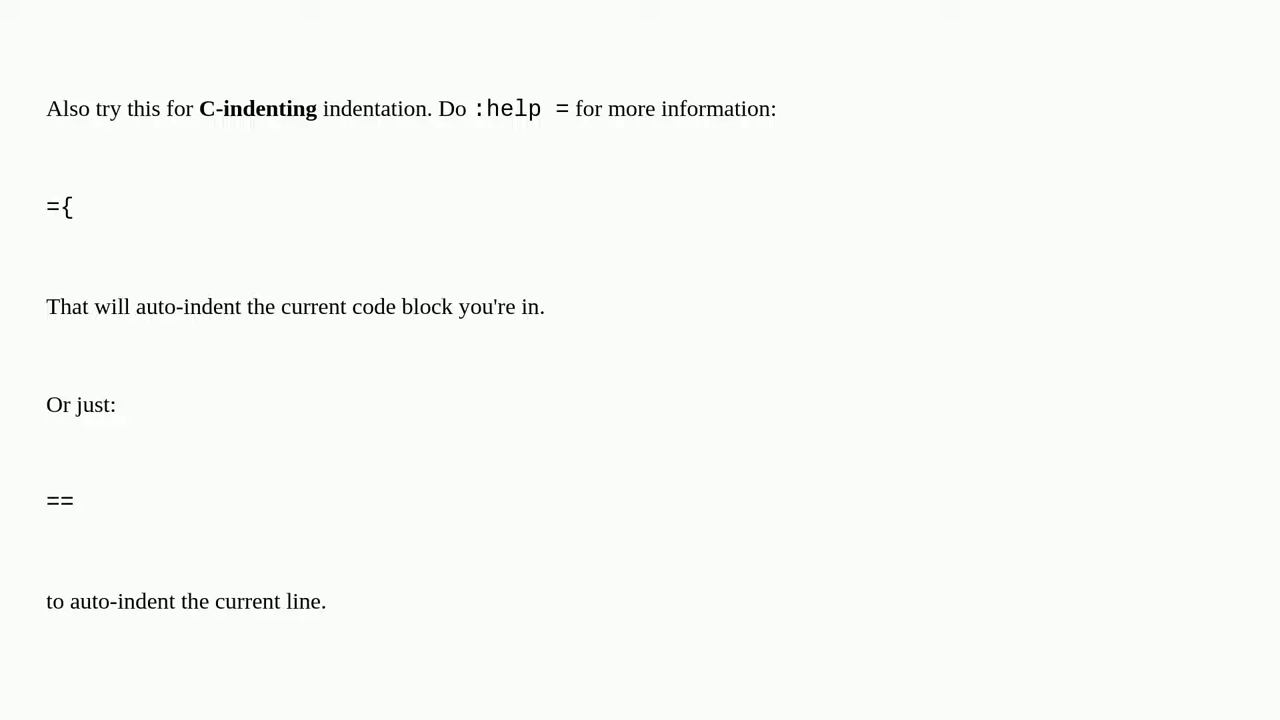 Also try this for C-indenting indentation. Do :help = for more information:
={
That will auto-indent the current code block you're in.
Or just:
==
to auto-indent the current line.